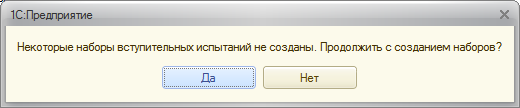 1С:Предприятие
Некоторые наборы вступительных испытаний не созданы. Продолжить с созданием наборов?
Да
Нет